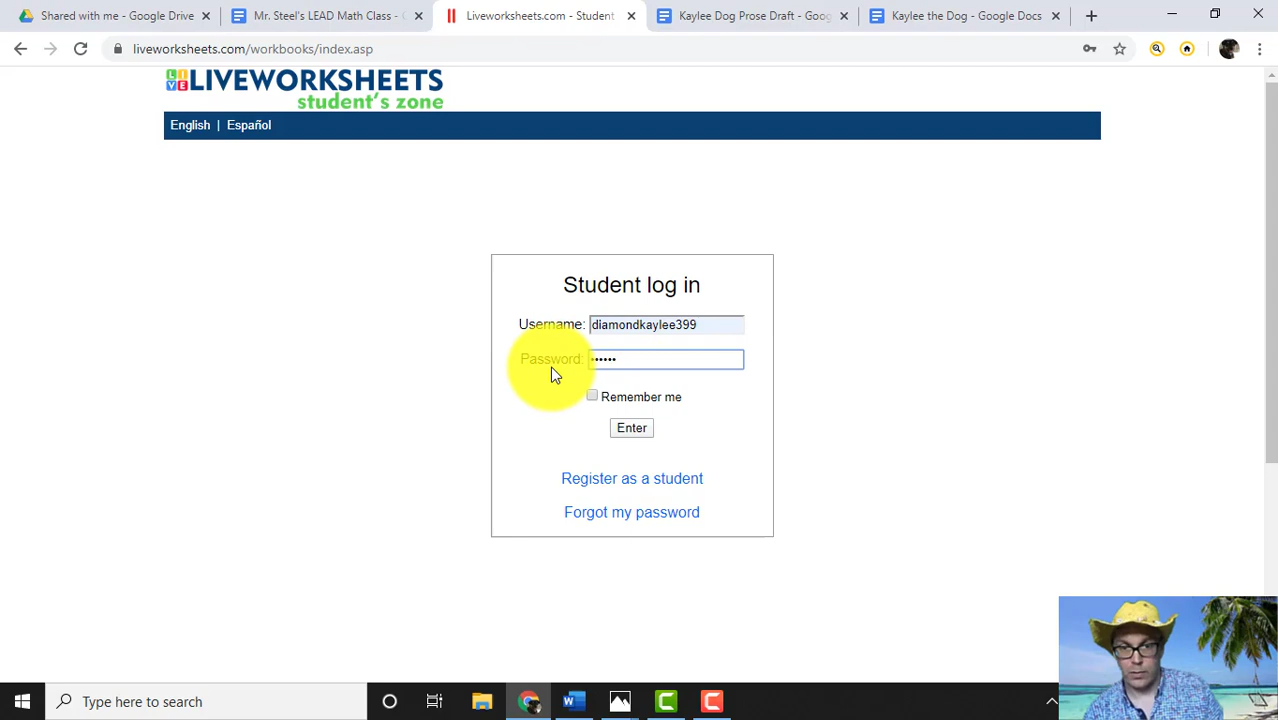 Shared with me - Google Drive
Mr. Steel's LEAD Math Class -
Liveworksheets.com - Student
Kaylee Dog Prose Draft - Goog
Kaylee the Dog - Google Docs
liveworksheets.com/workbooks/index.asp
LIVE LIVEWORKSHEETS
student's zone
English | Español
Student log in
Username: diamondkaylee399
Password: ••••••
Remember me
Enter
Register as a student
Forgot my password
Type here to search